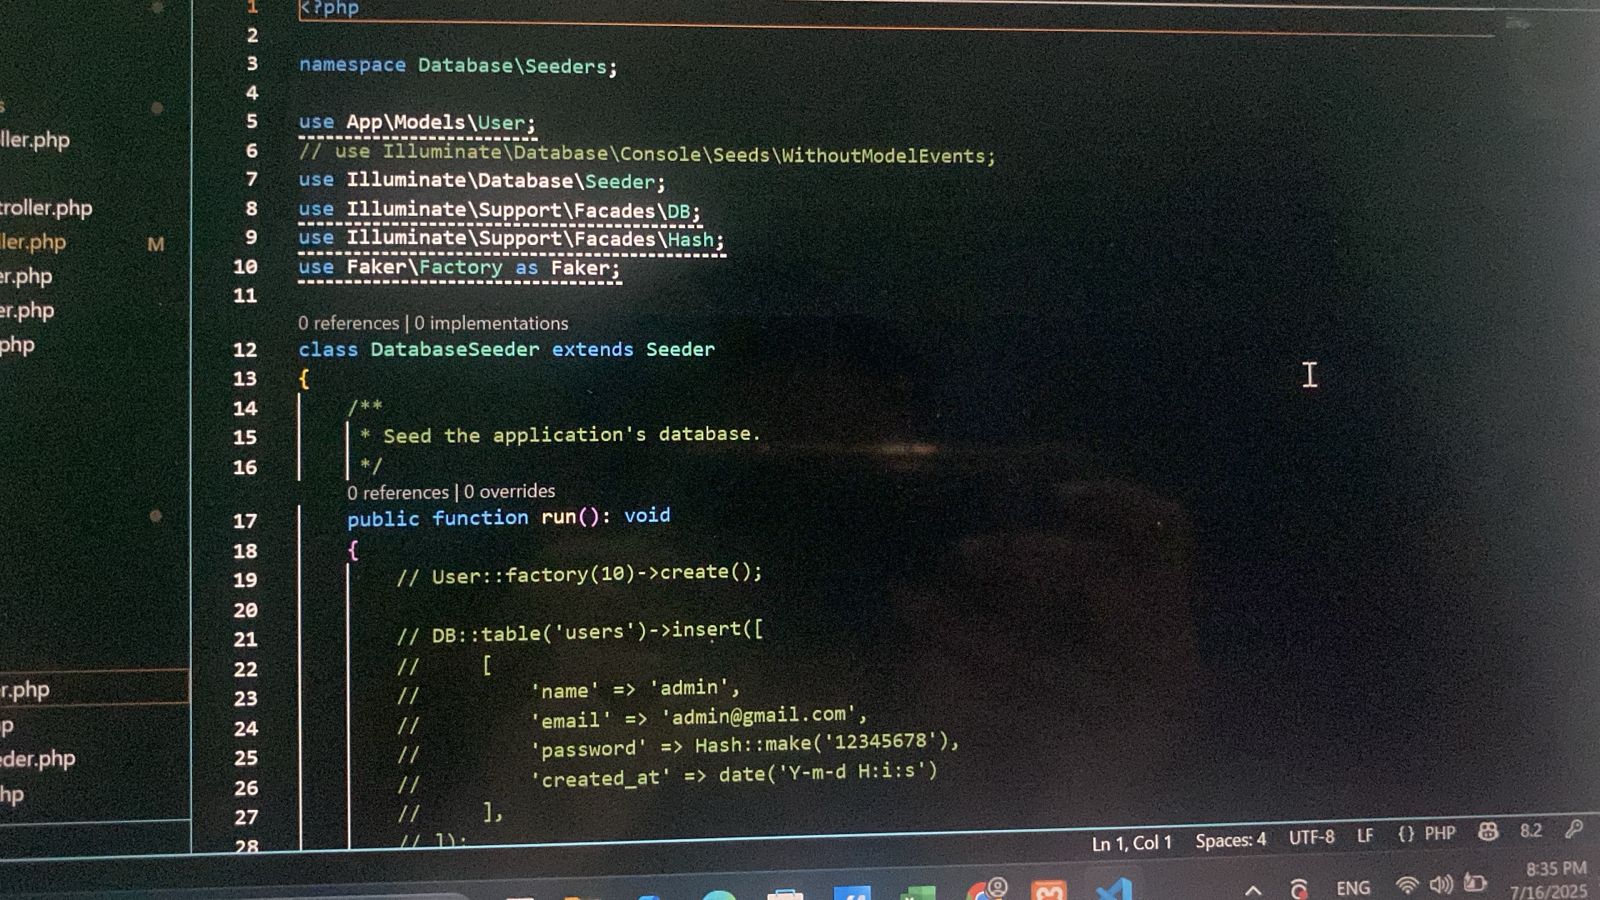 1 <?php
2
3 namespace Database\Seeders;
4
5 use App\Models\User;
6 // use Illuminate\Database\Console\Seeds\WithoutModelEvents;
7 use Illuminate\Database\Seeder;
8 use Illuminate\Support\Facades\DB;
9 use Illuminate\Support\Facades\Hash;
10 use Faker\Factory as Faker;
11
0 references | 0 implementations
12 class DatabaseSeeder extends Seeder
13 {
14 /**
15 * Seed the application's database.
16 */
0 references | 0 overrides
17 public function run(): void
18 {
19 // User::factory(10)->create();
20
21 // DB::table('users')->insert([
22 // [
23 // 'name' => 'admin',
24 // 'email' => 'admin@gmail.com',
25 // 'password' => Hash::make('12345678'),
26 // 'created_at' => date('Y-m-d H:i:s')
27 // ],
28 // ]);
s
ller.php
troller.php
ller.php M
er.php
er.php
php
r.php
p
eder.php
hp
Ln 1, Col 1 Spaces: 4 UTF-8 LF {} PHP 8.2
ENG
8:35 PM
7/16/2025